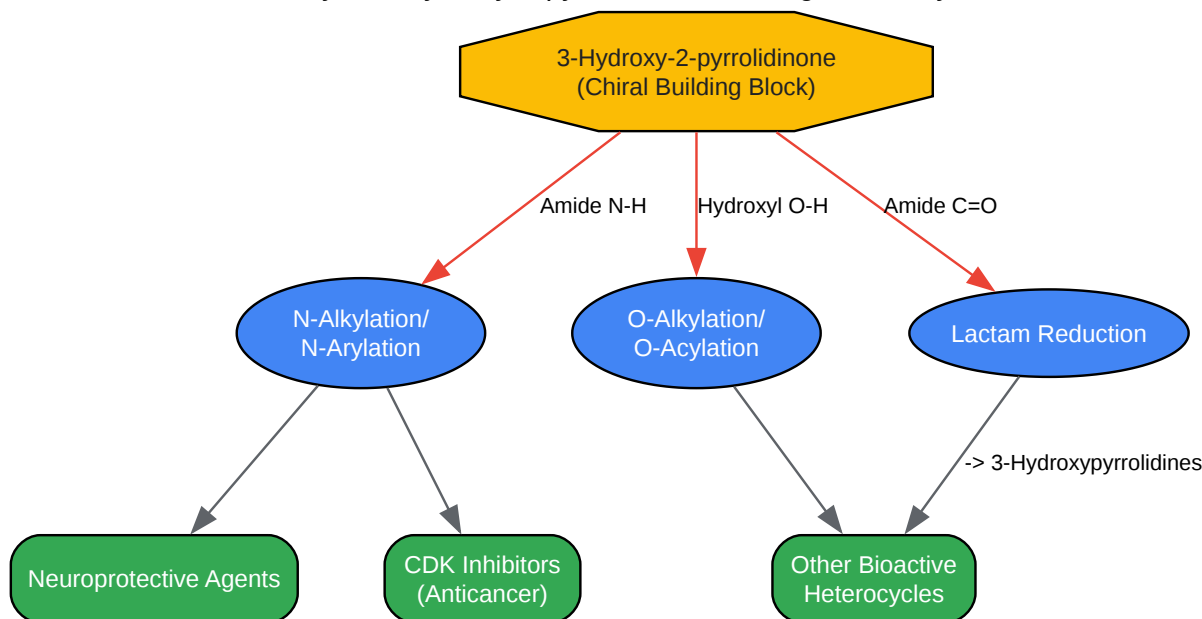 3-Hydroxy-2-pyrrolidinone
(Chiral Building Block)
Amide N-H
Hydroxyl O-H
Amide C=O
N-Alkylation/
N-Arylation
O-Alkylation/
O-Acylation
Lactam Reduction
-> 3-Hydroxypyrrolidines
Neuroprotective Agents
CDK Inhibitors
(Anticancer)
Other Bioactive
Heterocycles